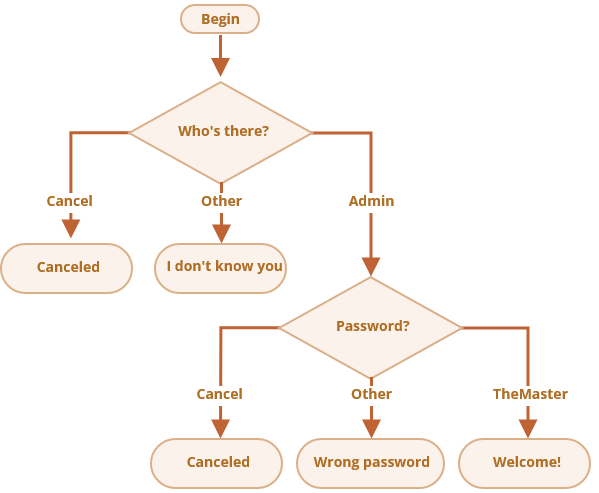 Begin
Who's there?
Cancel
Other
Admin
Canceled
I don't know you
Password?
Cancel
Other
TheMaster
Canceled
Wrong password
Welcome!